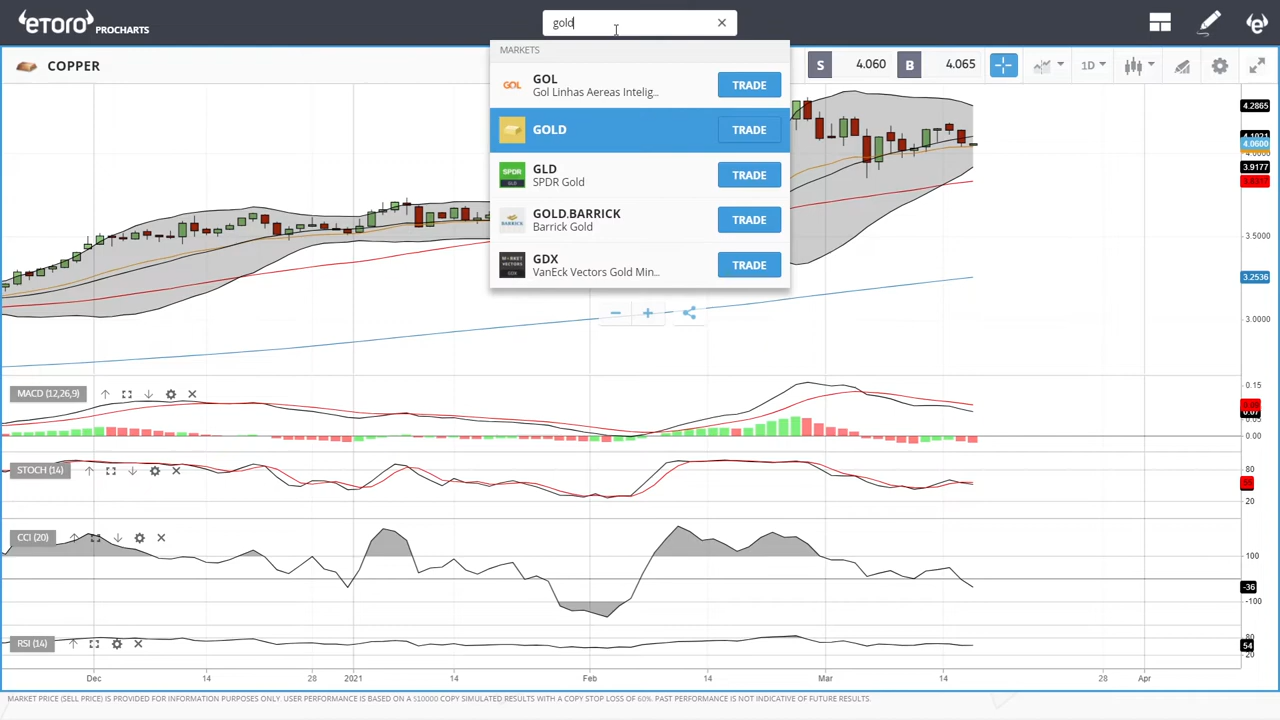 eToro PROCHARTS
gold
MARKETS
GOL
Gol Linhas Aereas Intelig...
TRADE
GOLD
TRADE
GLD
SPDR Gold
TRADE
GOLD.BARRICK
Barrick Gold
TRADE
GDX
VanEck Vectors Gold Min...
TRADE
COPPER
S 4.060 B 4.065 1D
4.2865
4.0600
3.9177
3.5000
3.2536
3.0000
MACD (12,26,9)
0.15
0.05
0.00
STOCH (14)
80
20
CCI (20)
100
-36
-100
RSI (14)
80
54
20
Dec 14 28 2021 14 Feb 14 Mar 14 28 Apr
MARKET PRICE (SELL PRICE) IS PROVIDED FOR INFORMATION PURPOSES ONLY. USER PERFORMANCE IS BASED ON A $10000 COPY SIMULATED RESULTS WITH A COPY STOP LOSS OF 60%. PAST PERFORMANCE IS NOT INDICATIVE OF FUTURE RESULTS.